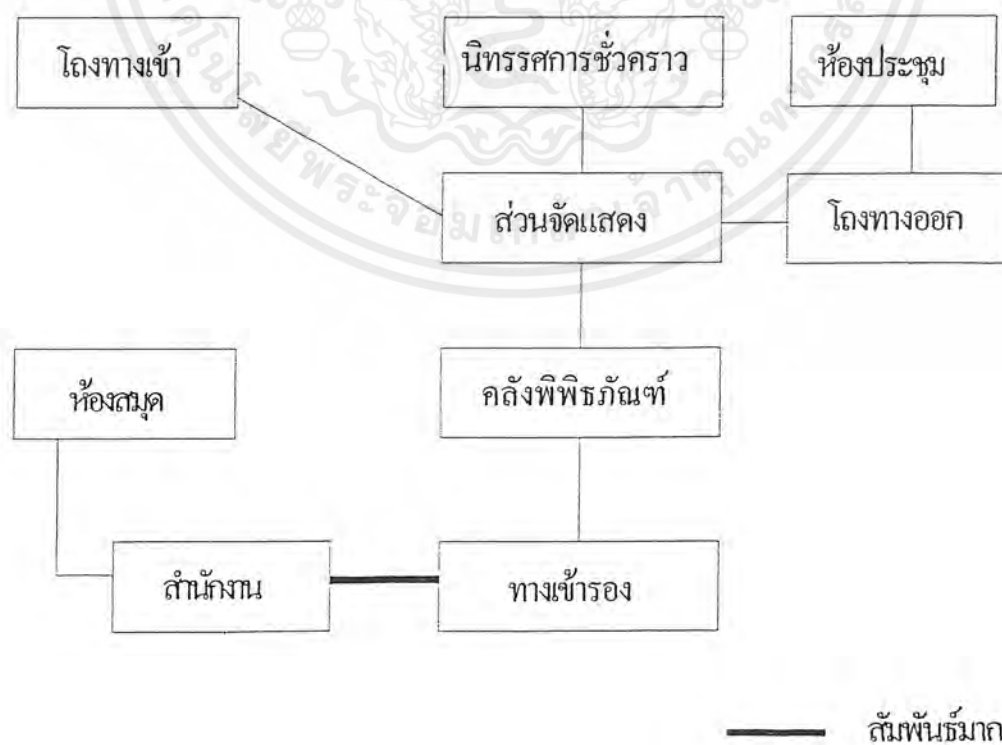 โถงทางเข้า
นิทรรศการชั่วคราว
ห้องประชุม
ส่วนจัดแสดง
โถงทางออก
คลังพิพิธภัณฑ์
ห้องสมุด
สำนักงาน
ทางเข้ารอง
สัมพันธ์มาก